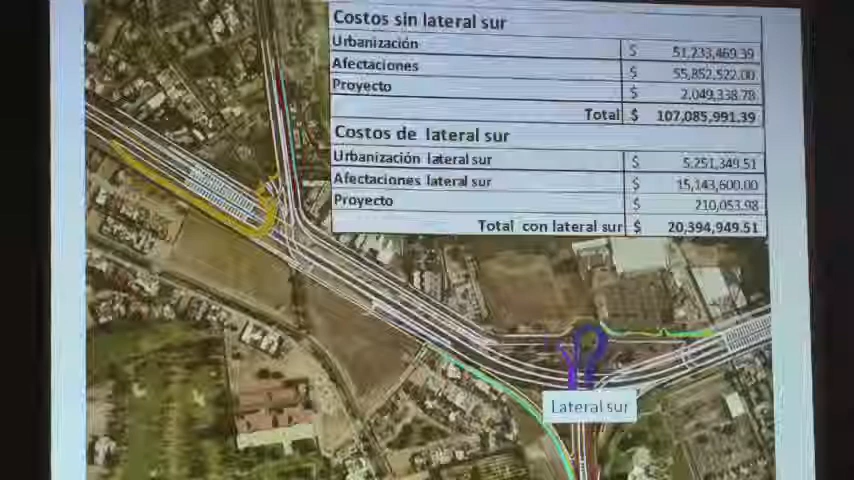 Costos sin lateral sur
Urbanización $ 51,233,469.39
Afectaciones $ 55,852,522.00
Proyecto $ 2,049,338.78
Total $ 107,085,991.39
Costos de lateral sur
Urbanización lateral sur $ 5,251,349.51
Afectaciones lateral sur $ 15,143,600.00
Proyecto $ 210,053.98
Total con lateral sur $ 20,394,949.51
Lateral sur